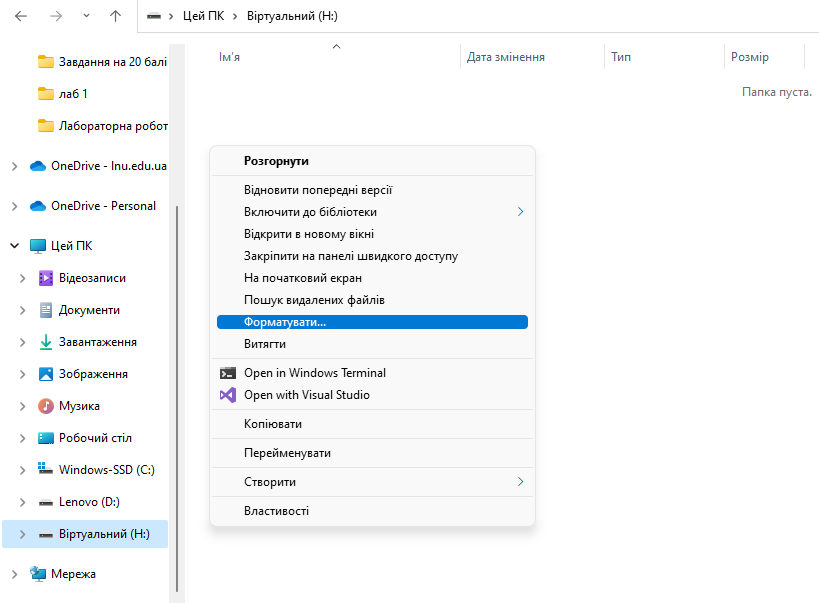 Цей ПК > Віртуальний (H:)
Ім'я
Дата змінення
Тип
Розмір
Папка пуста.
Завдання на 20 балі
лаб 1
Лабораторна робот
OneDrive - lnu.edu.ua
OneDrive - Personal
Цей ПК
Відеозаписи
Документи
Завантаження
Зображення
Музика
Робочий стіл
Windows-SSD (C:)
Lenovo (D:)
Віртуальний (H:)
Мережа
Розгорнути
Відновити попередні версії
Включити до бібліотеки
Відкрити в новому вікні
Закріпити на панелі швидкого доступу
На початковий екран
Пошук видалених файлів
Форматувати...
Витягти
Open in Windows Terminal
Open with Visual Studio
Копіювати
Перейменувати
Створити
Властивості